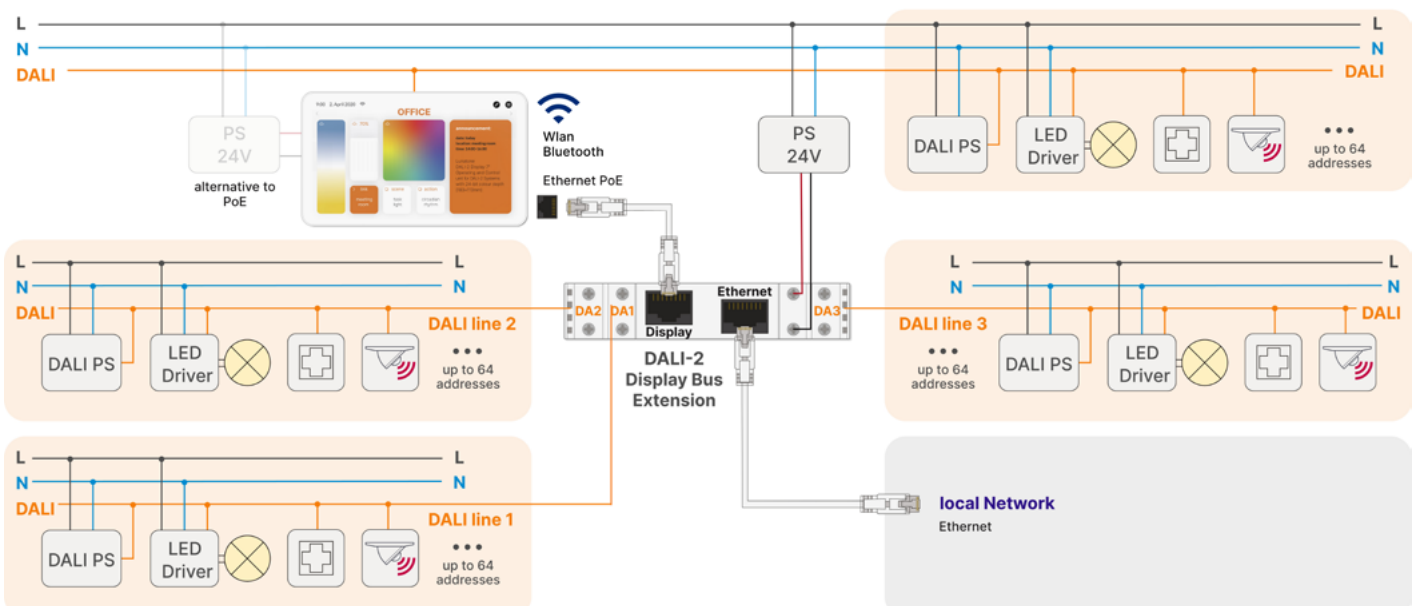 L
L
N
N
DALI
DALI
PS
24V
alternative to
PoE
OFFICE
Wlan
Bluetooth
Ethernet PoE
PS
24V
DALI PS
LED
Driver
up to 64
addresses
L
L
N
N
DALI
DALI line 2
DALI PS
LED
Driver
up to 64
addresses
DA2
DA1
Display
Ethernet
DA3
DALI-2
Display Bus
Extension
L
L
N
N
DALI line 3
DALI
up to 64
addresses
DALI PS
LED
Driver
L
L
N
N
DALI
DALI line 1
DALI PS
LED
Driver
up to 64
addresses
local Network
Ethernet